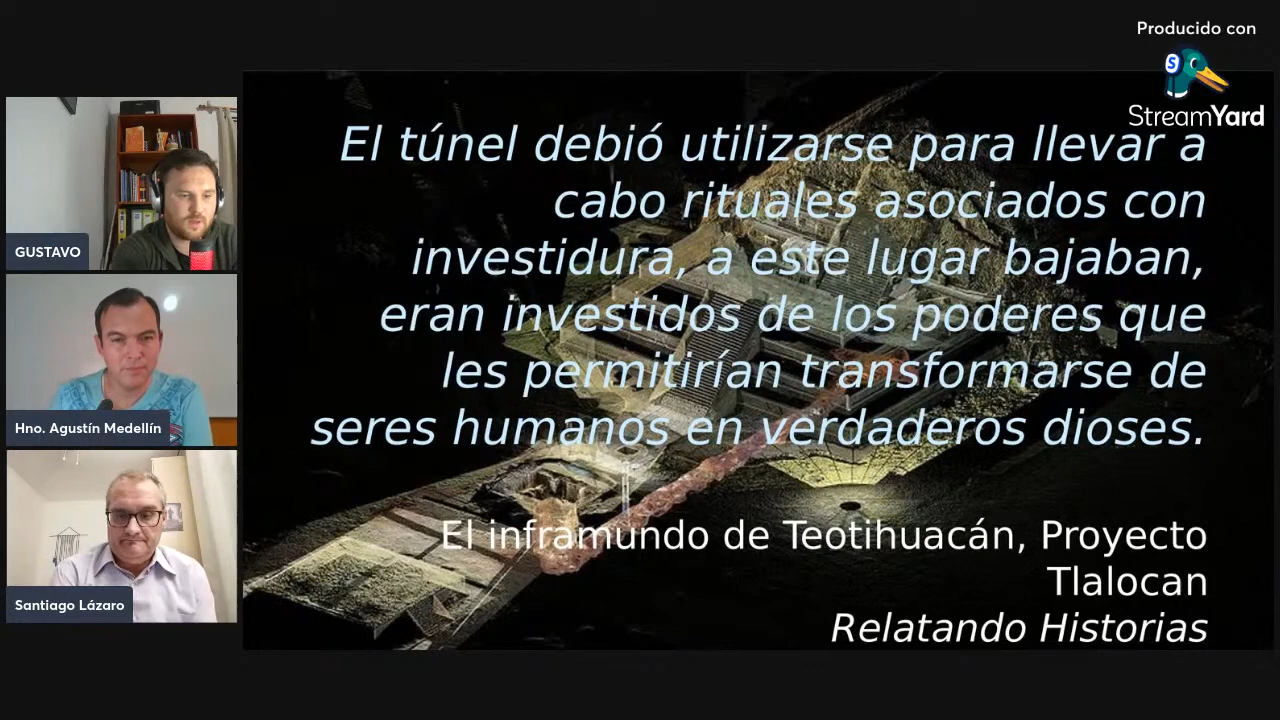 Producido con
StreamYard
GUSTAVO
Hno. Agustín Medellín
Santiago Lázaro
El túnel debió utilizarse para llevar a
cabo rituales asociados con
investidura, a este lugar bajaban,
eran investidos de los poderes que
les permitirían transformarse de
seres humanos en verdaderos dioses.
El inframundo de Teotihuacán, Proyecto
Tlalocan
Relatando Historias